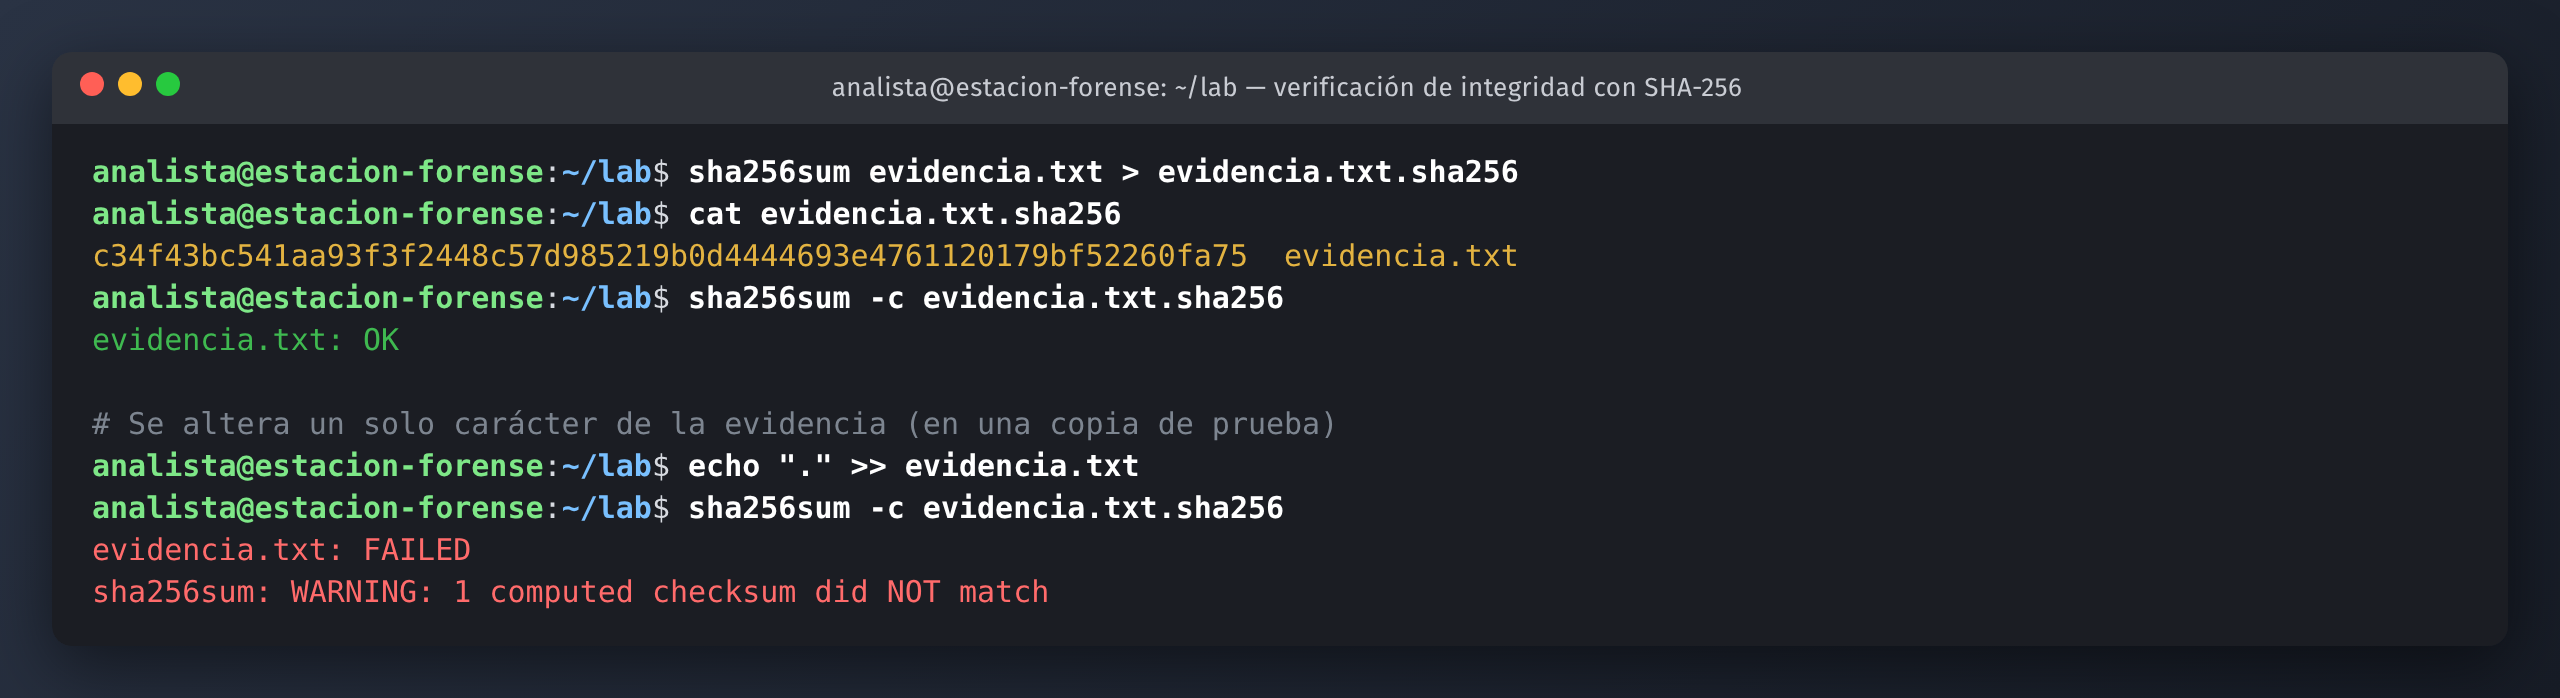 analista@estacion-forense: ~/lab — verificación de integridad con SHA-256
analista@estacion-forense:~/lab$ sha256sum evidencia.txt > evidencia.txt.sha256
analista@estacion-forense:~/lab$ cat evidencia.txt.sha256
c34f43bc541aa93f3f2448c57d985219b0d4444693e4761120179bf52260fa75  evidencia.txt
analista@estacion-forense:~/lab$ sha256sum -c evidencia.txt.sha256
evidencia.txt: OK
# Se altera un solo carácter de la evidencia (en una copia de prueba)
analista@estacion-forense:~/lab$ echo "." >> evidencia.txt
analista@estacion-forense:~/lab$ sha256sum -c evidencia.txt.sha256
evidencia.txt: FAILED
sha256sum: WARNING: 1 computed checksum did NOT match